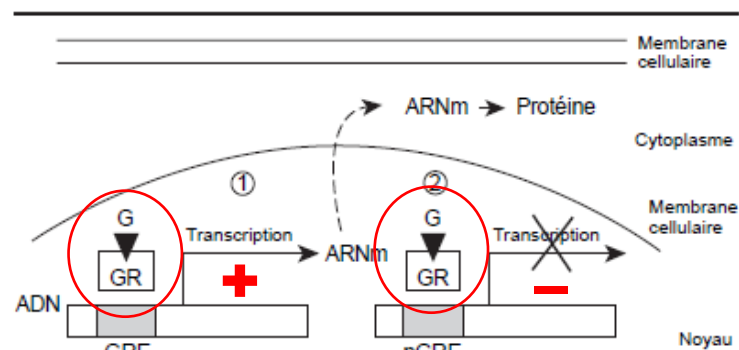 Membrane
cellulaire
ARNm Protéine
Cytoplasme
① ②
G G
Membrane
cellulaire
Transcription Transcription
ARNm
GR GR
+ −
ADN
Noyau